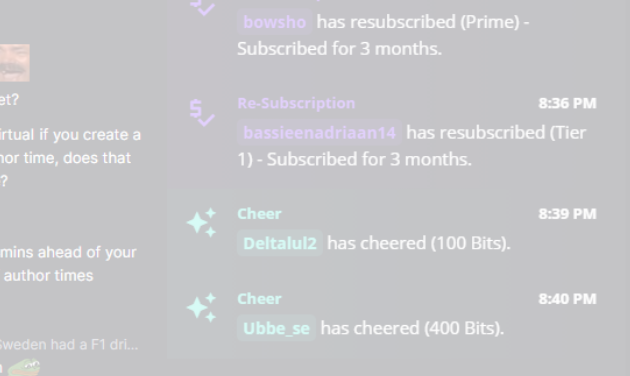 et?
irtual if you create a
hor time, does that
?
mins ahead of your
author times
Sweden had a F1 dri...
bowsho has resubscribed (Prime) -
Subscribed for 3 months.
Re-Subscription 8:36 PM
bassieenadriaan14 has resubscribed (Tier
1) - Subscribed for 3 months.
Cheer 8:39 PM
Deltalul2 has cheered (100 Bits).
Cheer 8:40 PM
Ubbe_se has cheered (400 Bits).